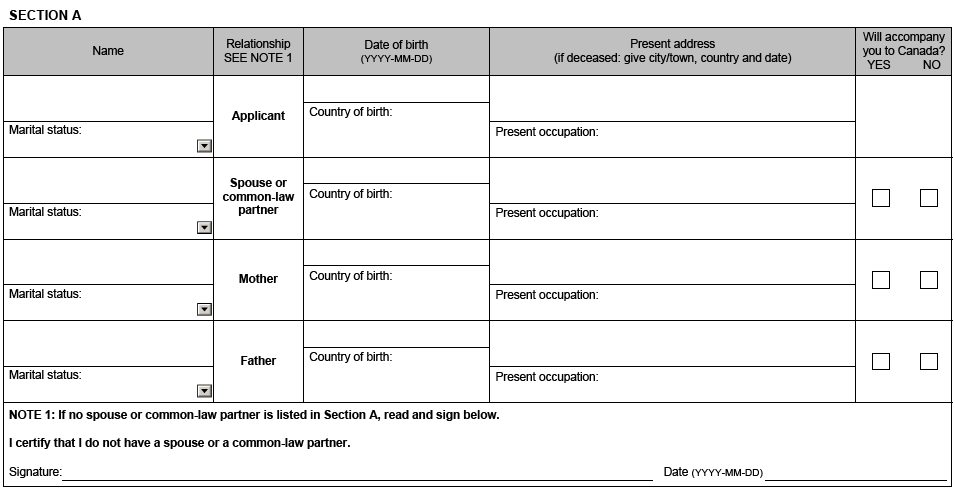 SECTION A
Name
Relationship
SEE NOTE 1
Date of birth
(YYYY-MM-DD)
Present address
(if deceased: give city/town, country and date)
Will accompany
you to Canada?
YES NO
Marital status:
Applicant
Country of birth:
Present occupation:
Marital status:
Spouse or
common-law
partner
Country of birth:
Present occupation:
Marital status:
Mother
Country of birth:
Present occupation:
Marital status:
Father
Country of birth:
Present occupation:
NOTE 1: If no spouse or common-law partner is listed in Section A, read and sign below.
I certify that I do not have a spouse or a common-law partner.
Signature: Date (YYYY-MM-DD)